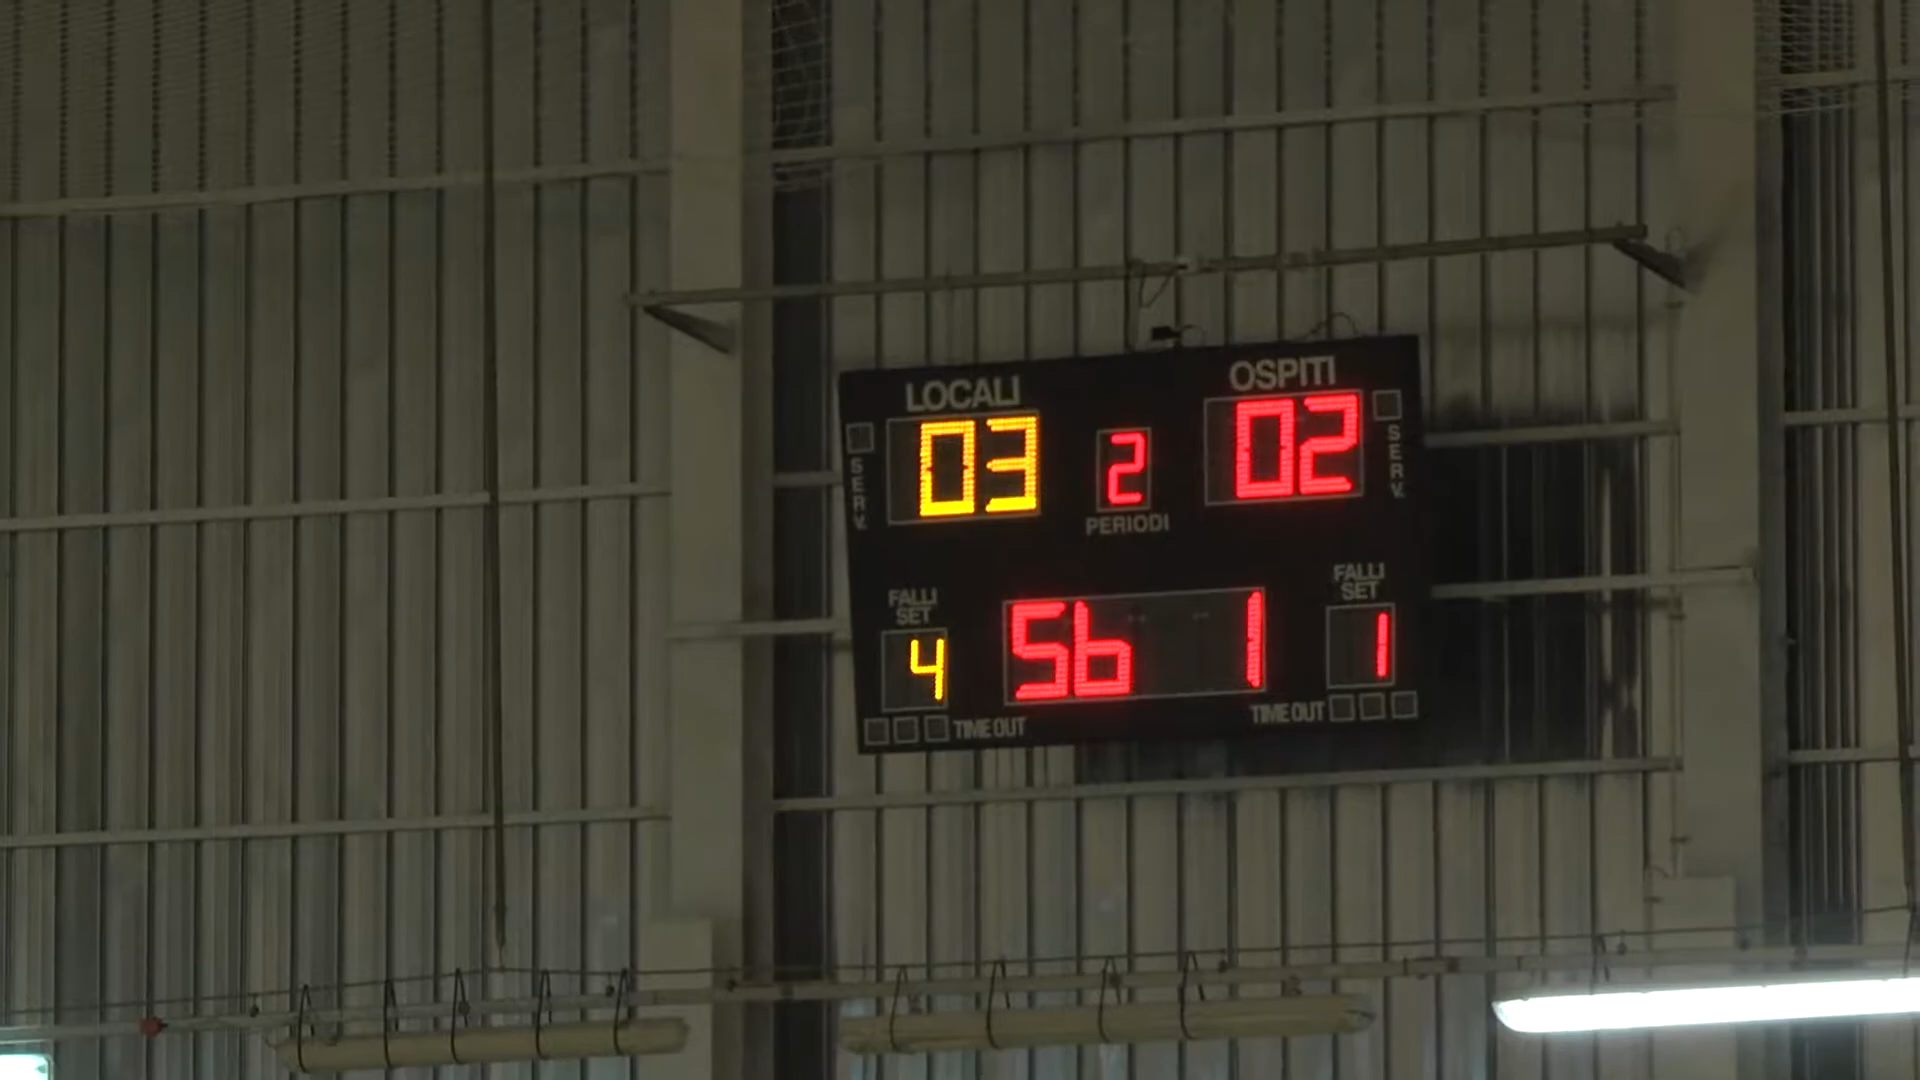 LOCALI
OSPITI
SERV.
03
2
02
SERV.
PERIODI
FALLI SET
FALLI SET
4
56 1
1
TIME OUT
TIME OUT